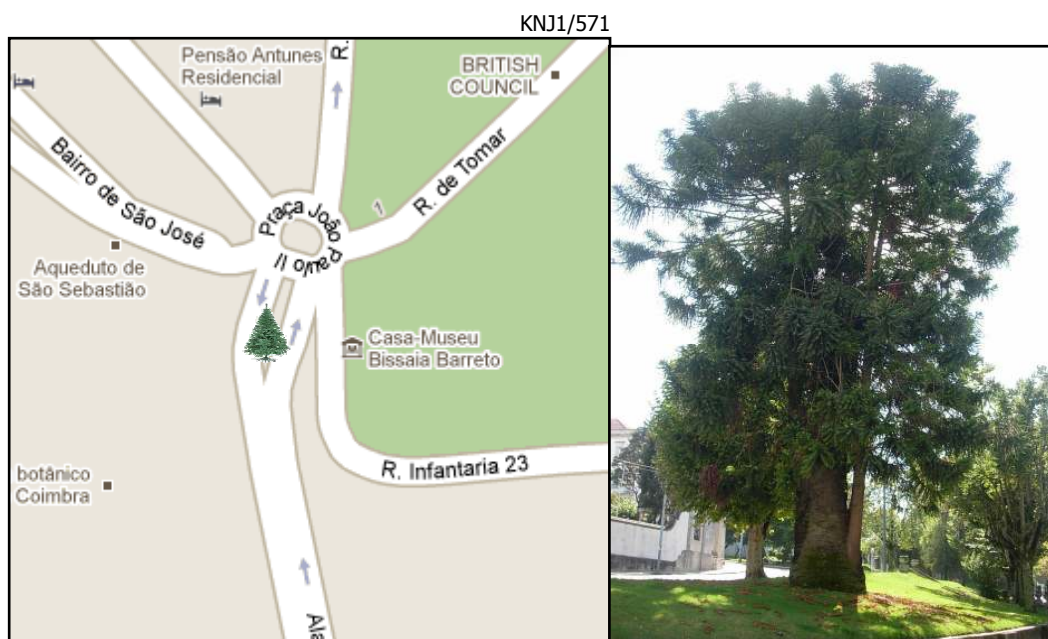 KNJ1/571
Pensão Antunes
Residencial
R.
BRITISH
COUNCIL
Bairro de São José
Praça João
Paulo II
1
R. de Tomar
Aqueduto de
São Sebastião
Casa-Museu
Bissaia Barreto
M
botânico
Coimbra
R. Infantaria 23
Ala